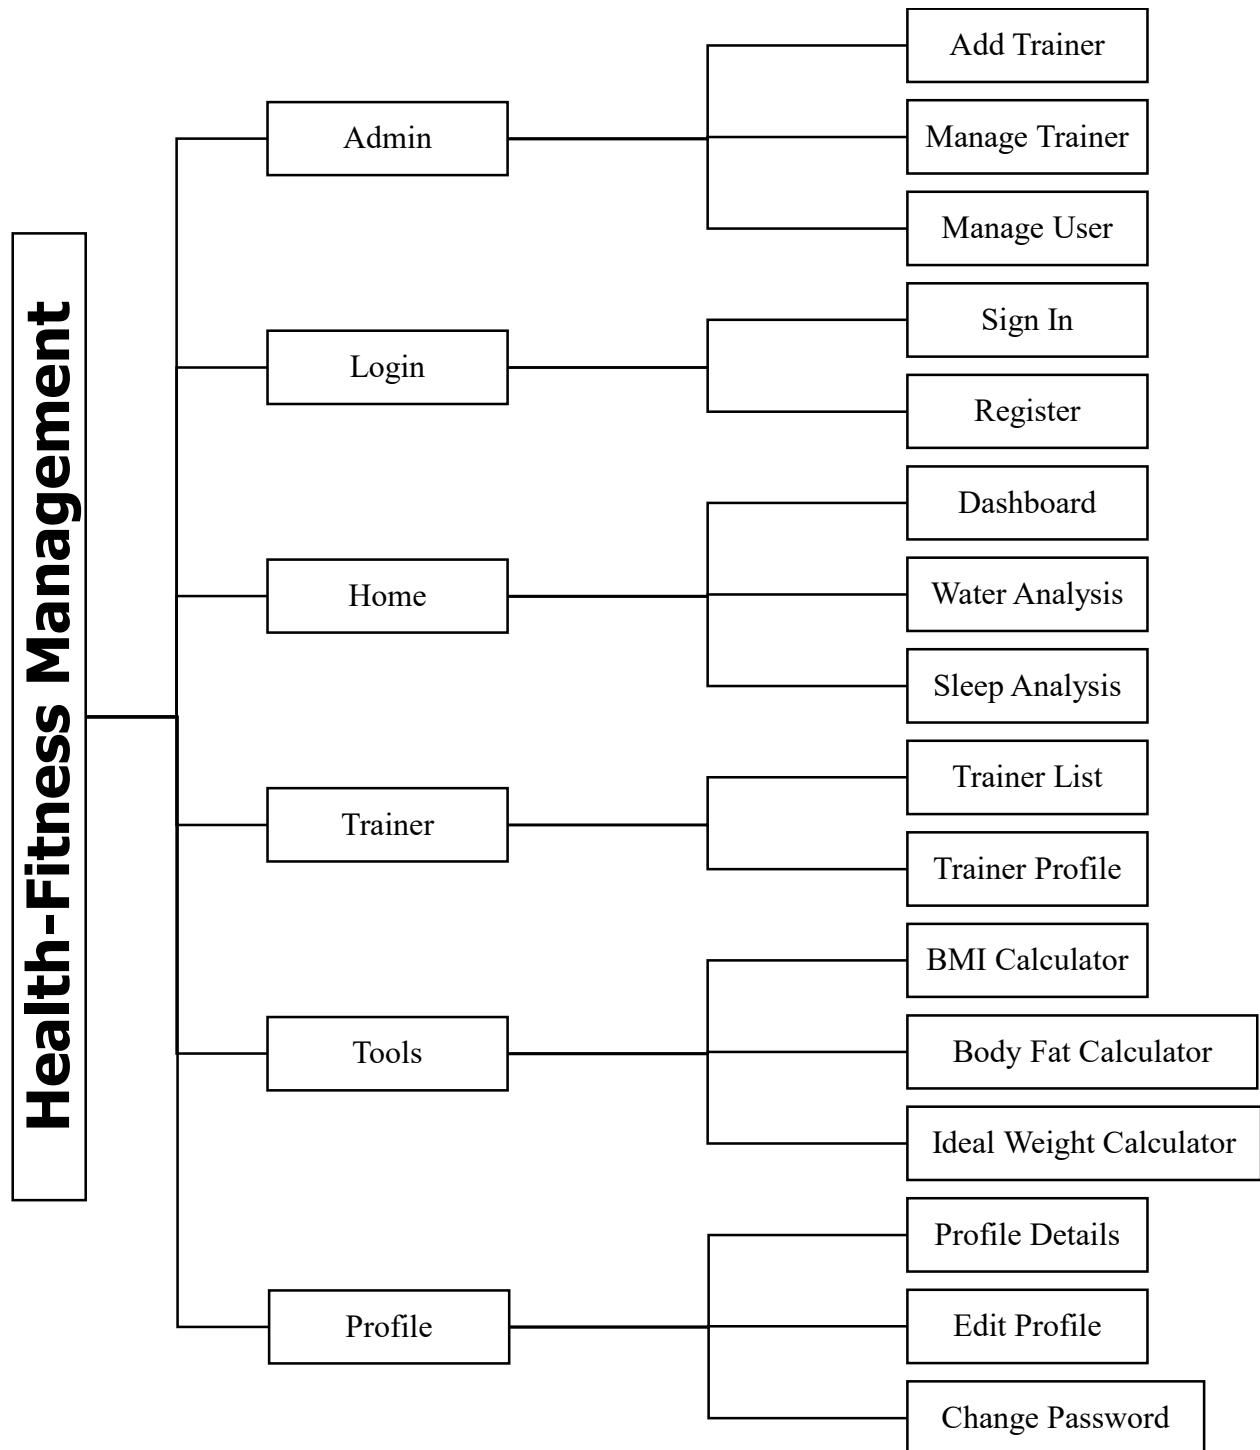 Health-Fitness Management
Admin
Add Trainer
Manage Trainer
Manage User
Login
Sign In
Register
Home
Dashboard
Water Analysis
Sleep Analysis
Trainer
Trainer List
Trainer Profile
Tools
BMI Calculator
Body Fat Calculator
Ideal Weight Calculator
Profile
Profile Details
Edit Profile
Change Password